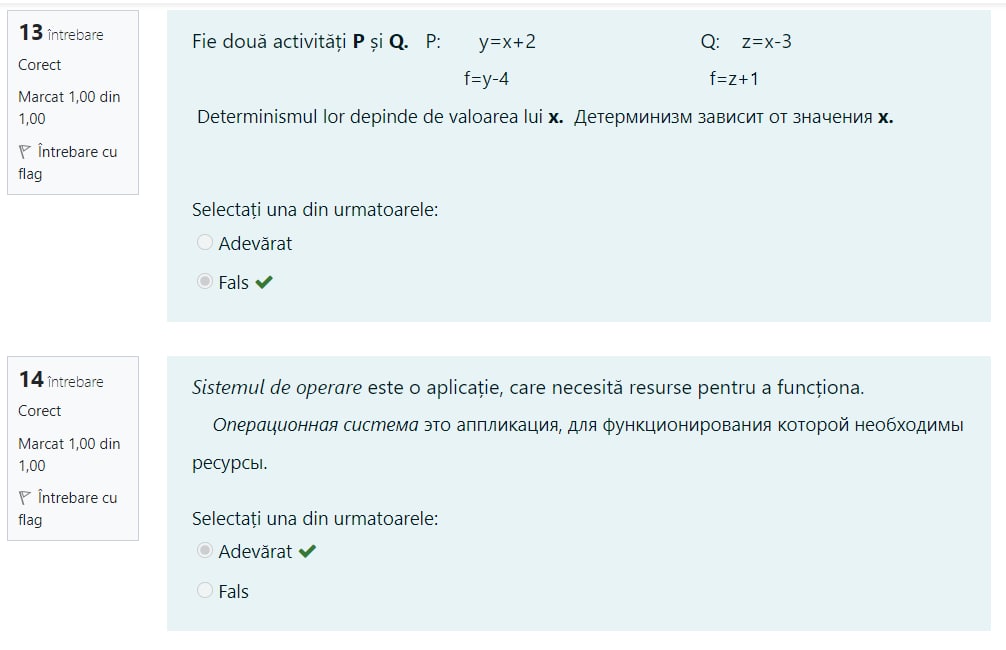 13 întrebare
Corect
Marcat 1,00 din
1,00
Întrebare cu
flag
Fie două activități P și Q. P: y=x+2 Q: z=x-3
f=y-4 f=z+1
Determinismul lor depinde de valoarea lui x. Детерминизм зависит от значения x.
Selectați una din urmatoarele:
Adevărat
Fals
14 întrebare
Corect
Marcat 1,00 din
1,00
Întrebare cu
flag
Sistemul de operare este o aplicație, care necesită resurse pentru a funcționa.
Операционная система это аппликация, для функционирования которой необходимы
ресурсы.
Selectați una din urmatoarele:
Adevărat
Fals